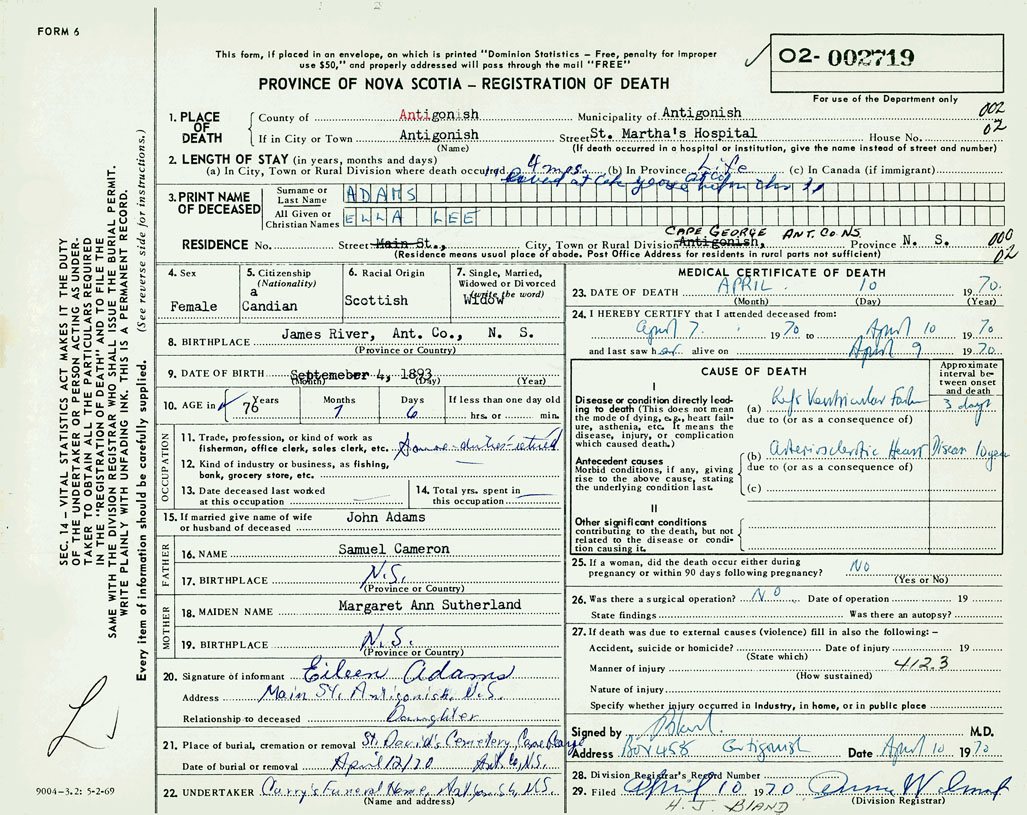 FORM 6
This form, if placed in an envelope, on which is printed "Dominion Statistics – Free, penalty for improper
use $50," and properly addressed will pass through the mail "FREE"
PROVINCE OF NOVA SCOTIA – REGISTRATION OF DEATH
02- 002719
For use of the Department only
1. PLACE OF DEATH
County of Antigonish Municipality of Antigonish 002
If in City or Town Antigonish Street St. Martha's Hospital House No. 02
(Name) (If death occurred in a hospital or institution, give the name instead of street and number)
2. LENGTH OF STAY (in years, months and days)
(a) In City, Town or Rural Division where death occurred 4 mos. (b) In Province Life (c) In Canada (if immigrant)
3. PRINT NAME OF DECEASED
Surname or Last Name ADAMS
All Given or Christian Names ELLA LEE
CAPE GEORGE ANT. CO. N.S.
RESIDENCE No. Street Main St., City, Town or Rural Division Antigonish, Province N. S. 000
(Residence means usual place of abode. Post Office Address for residents in rural parts not sufficient) 02
4. Sex
Female
5. Citizenship (Nationality)
a
Candian
6. Racial Origin
Scottish
7. Single, Married, Widowed or Divorced (write the word)
Widow
8. BIRTHPLACE James River, Ant. Co., N. S.
(Province or Country)
9. DATE OF BIRTH September 4, 1893
(Month) (Day) (Year)
10. AGE in Years Months Days If less than one day old
76 7 6 hrs. or min.
OCCUPATION
11. Trade, profession, or kind of work as
fisherman, office clerk, sales clerk, etc. Home-duties-retired
12. Kind of industry or business, as fishing,
bank, grocery store, etc.
13. Date deceased last worked
at this occupation
14. Total yrs. spent in
this occupation
15. If married give name of wife
or husband of deceased John Adams
FATHER
16. NAME Samuel Cameron
17. BIRTHPLACE N.S.
(Province or Country)
MOTHER
18. MAIDEN NAME Margaret Ann Sutherland
19. BIRTHPLACE N.S.
(Province or Country)
20. Signature of informant Eileen Adams
Address Main St. Antigonish, N.S.
Relationship to deceased Daughter
21. Place of burial, cremation or removal St. David's Cemetery, Cape George
Date of burial or removal April 12/70 Ant. Co, N.S.
22. UNDERTAKER Clarry's Funeral Home, N.S.
(Name and address)
MEDICAL CERTIFICATE OF DEATH
23. DATE OF DEATH APRIL 10 1970.
(Month) (Day) (Year)
24. I HEREBY CERTIFY that I attended deceased from:
April 7. 1970 to April 10 1970
and last saw her alive on April 9 1970
CAUSE OF DEATH
Approximate interval between onset and death
I
Disease or condition directly leading to death (This does not mean the mode of dying, e.g., heart failure, asthenia, etc. It means the disease, injury, or complication which caused death.)
(a) Left Ventricular Failure 3 days
due to (or as a consequence of)
Antecedent causes
Morbid conditions, if any, giving rise to the above cause, stating the underlying condition last.
(b) Arteriosclerotic Heart Disease 10 years
due to (or as a consequence of)
(c)
II
Other significant conditions
contributing to the death, but not related to the disease or condition causing it.
25. If a woman, did the death occur either during
pregnancy or within 90 days following pregnancy? NO
(Yes or No)
26. Was there a surgical operation? NO Date of operation 19
State findings Was there an autopsy?
27. If death was due to external causes (violence) fill in also the following: –
Accident, suicide or homicide? Date of injury 19
(State which)
Manner of injury 412.3
(How sustained)
Nature of injury
Specify whether injury occurred in industry, in home, or in public place
Signed by M.D.
Address Box 458 Antigonish Date April 10 1970
28. Division Registrar's Record Number
29. Filed April 10 1970
(Division Registrar)
H. J. BLAND
SEC. 14 – VITAL STATISTICS ACT MAKES IT THE DUTY
OF THE UNDERTAKER OR PERSON ACTING AS UNDER-
TAKER TO OBTAIN ALL THE PARTICULARS REQUIRED
IN THE "REGISTRATION OF DEATH" AND TO FILE THE
SAME WITH THE DIVISION REGISTRAR WHO SHALL ISSUE THE BURIAL PERMIT.
WRITE PLAINLY WITH UNFADING INK. THIS IS A PERMANENT RECORD.
Every item of information should be carefully supplied. (See reverse side for instructions.)
9004-3.2: 5-2-69